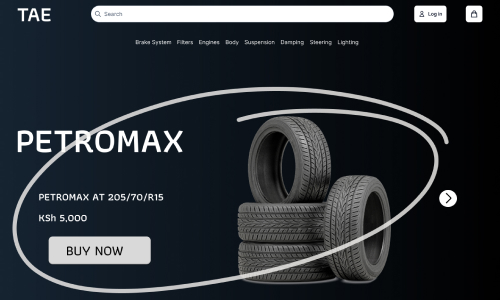 TAE
Search
Log in
Brake System Filters Engines Body Suspension Damping Steering Lighting
PETROMAX
PETROMAX AT 205/70/R15
KSh 5,000
BUY NOW